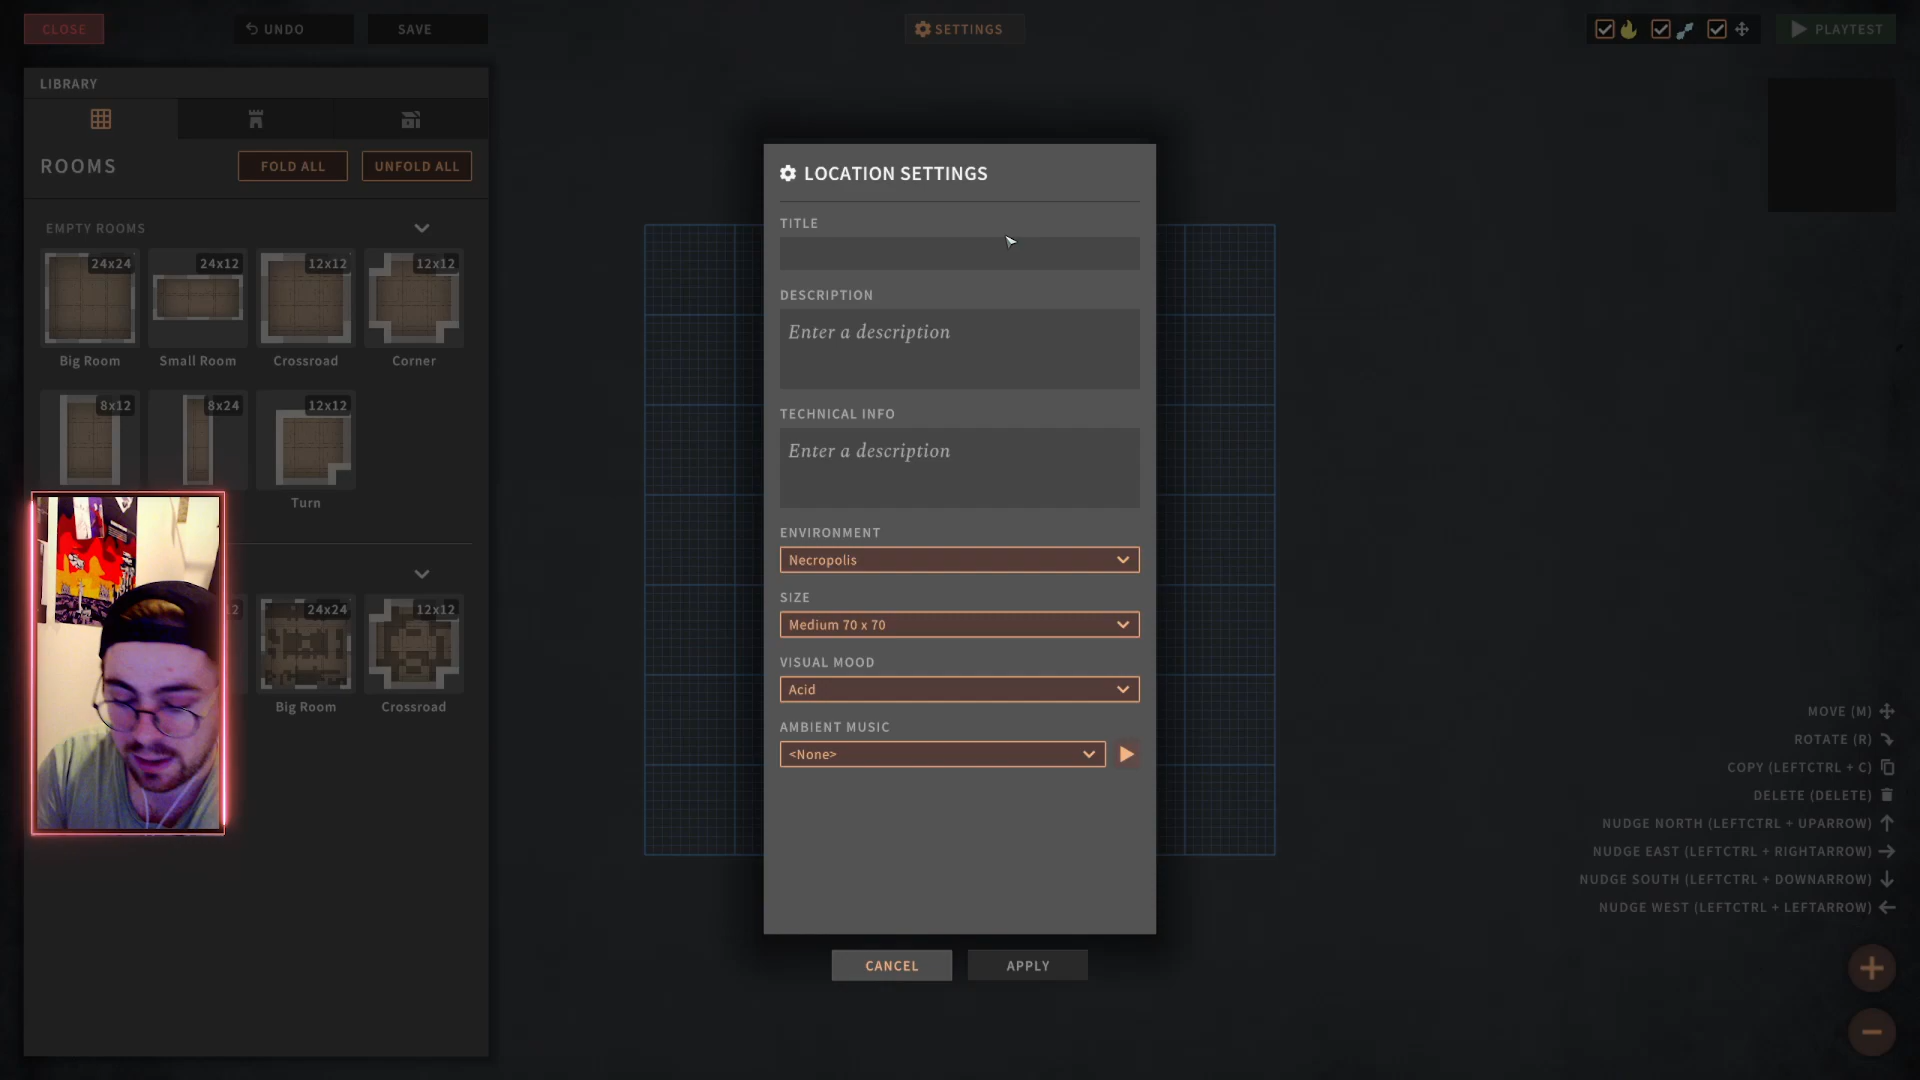 CLOSE
UNDO
SAVE
SETTINGS
PLAYTEST
LIBRARY
ROOMS
FOLD ALL
UNFOLD ALL
EMPTY ROOMS
24x24
24x12
12x12
12x12
Big Room
Small Room
Crossroad
Corner
8x12
8x24
12x12
Turn
12
24x24
12x12
Big Room
Crossroad
LOCATION SETTINGS
TITLE
DESCRIPTION
Enter a description
TECHNICAL INFO
Enter a description
ENVIRONMENT
Necropolis
SIZE
Medium 70 x 70
VISUAL MOOD
Acid
AMBIENT MUSIC
<None>
CANCEL
APPLY
MOVE (M)
ROTATE (R)
COPY (LEFTCTRL + C)
DELETE (DELETE)
NUDGE NORTH (LEFTCTRL + UPARROW)
NUDGE EAST (LEFTCTRL + RIGHTARROW)
NUDGE SOUTH (LEFTCTRL + DOWNARROW)
NUDGE WEST (LEFTCTRL + LEFTARROW)